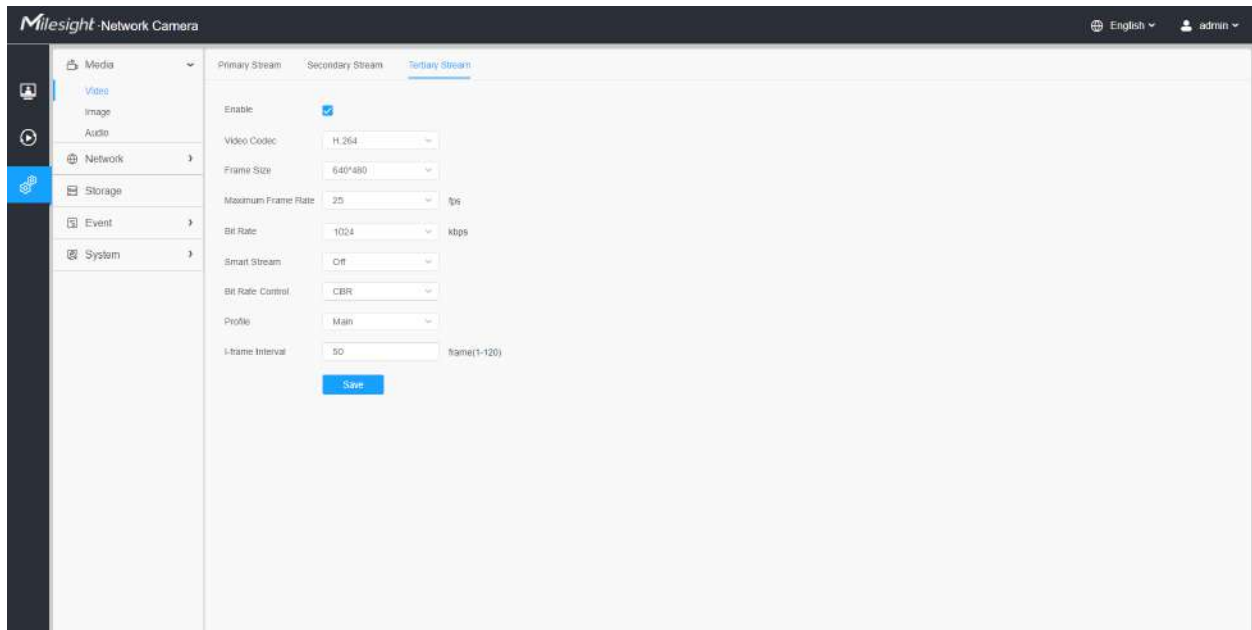 Milesight-Network Camera
English
admin
Media
Video
Image
Audio
Network
Storage
Event
System
Primary Stream Secondary Stream Tertiary Stream
Enable
Video Codec H.264
Frame Size 640*480
Maximum Frame Rate 25 fps
Bit Rate 1024 kbps
Smart Stream Off
Bit Rate Control CBR
Profile Main
I-frame Interval 50 frame(1-120)
Save